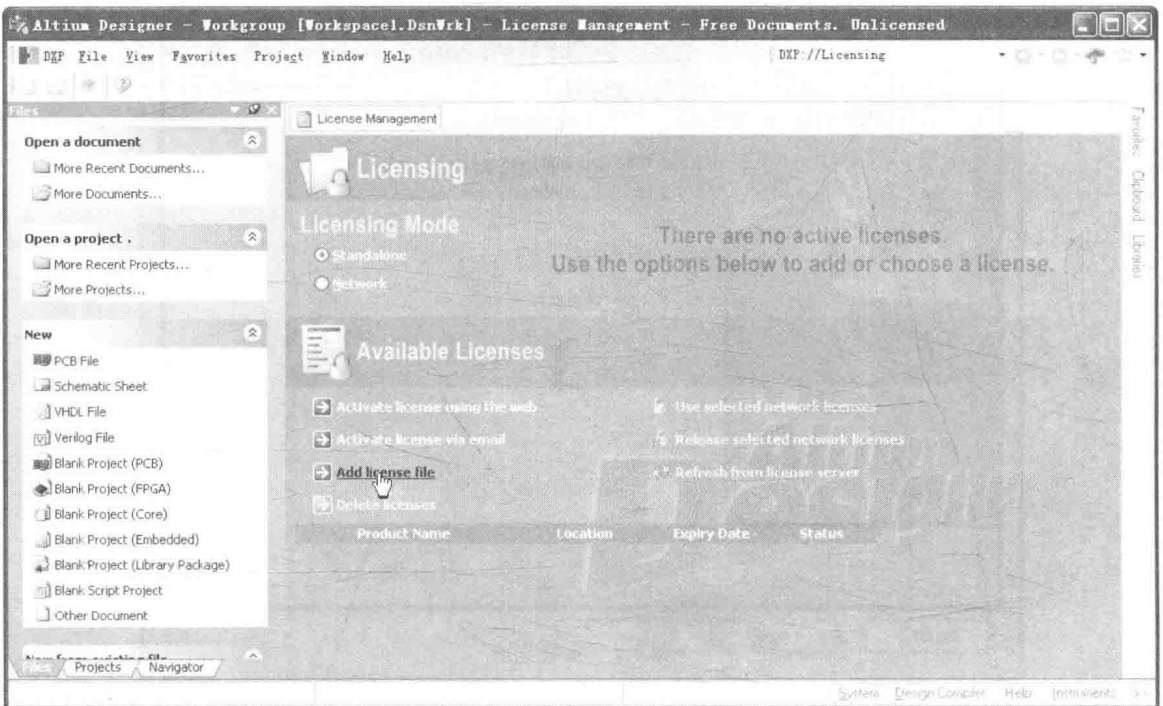 Altium Designer - Workgroup [Workspace1.DsnWrk] - License Management - Free Documents. Unlicensed
DXP File View Favorites Project Window Help
DXP://Licensing
Files
Open a document
More Recent Documents...
More Documents...
Open a project .
More Recent Projects...
More Projects...
New
PCB File
Schematic Sheet
VHDL File
Verilog File
Blank Project (PCB)
Blank Project (FPGA)
Blank Project (Core)
Blank Project (Embedded)
Blank Project (Library Package)
Blank Script Project
Other Document
New from existing file
Files Projects Navigator
License Management
Licensing
Licensing Mode
Standalone
Network
There are no active licenses.
Use the options below to add or choose a license.
Available Licenses
Activate license using the web
Use selected network licenses
Activate license via email
Release selected network licenses
Add license file
Refresh from license server
Delete licenses
Product Name Location Expiry Date Status
Favorites Clipboard Libraries
System Design Compiler Help Instruments >>